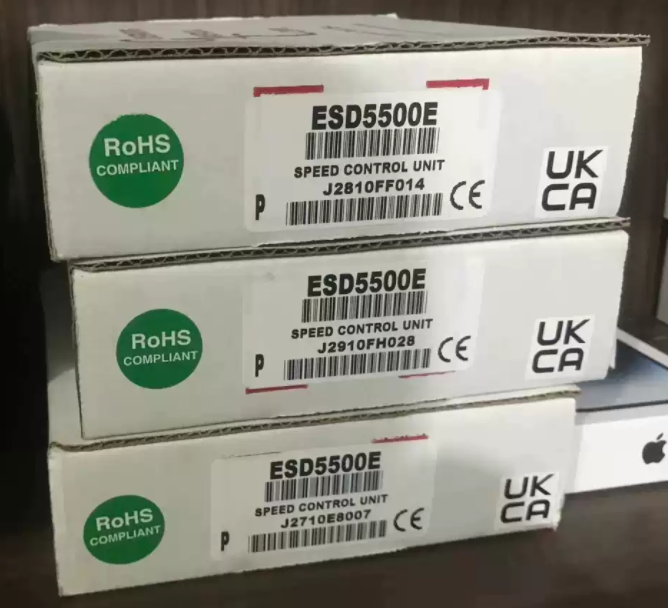 RoHS
COMPLIANT
ESD5500E
SPEED CONTROL UNIT
J2810FF014
P
CE
UK
CA
RoHS
COMPLIANT
ESD5500E
SPEED CONTROL UNIT
J2910FH028
P
CE
UK
CA
RoHS
COMPLIANT
ESD5500E
SPEED CONTROL UNIT
J2710E8007
P
CE
UK
CA